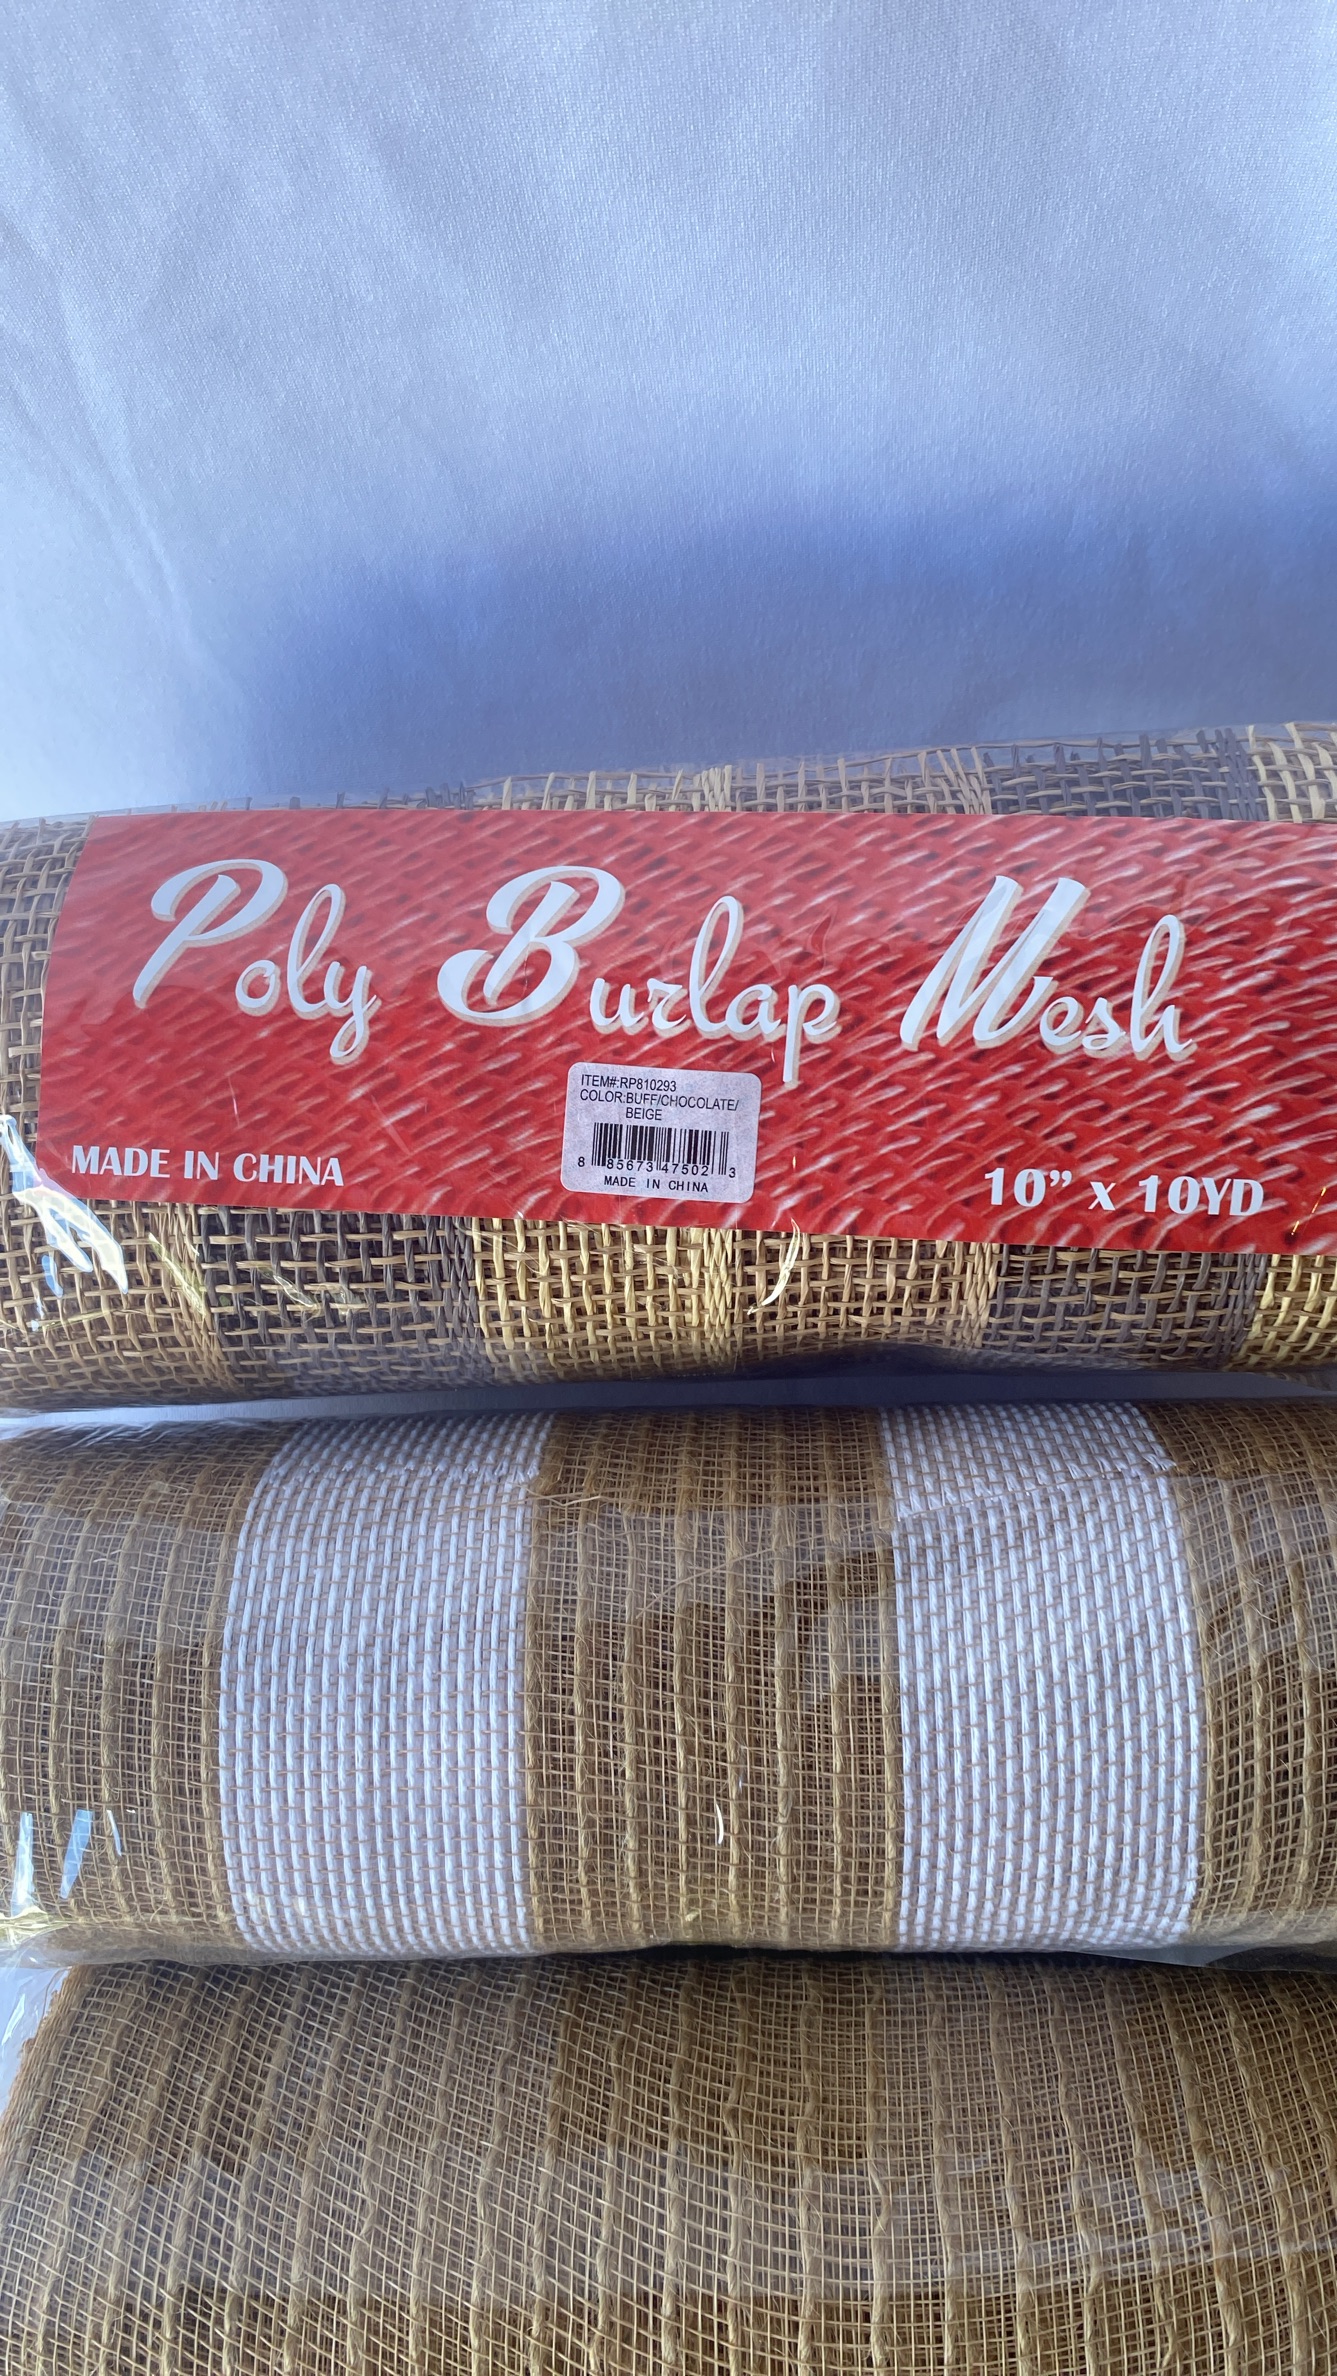 Poly Burlap Mesh
ITEM#:RP810293
COLOR:BUFF/CHOCOLATE/
BEIGE
8 85673 47502 3
MADE IN CHINA
MADE IN CHINA
10” x 10YD